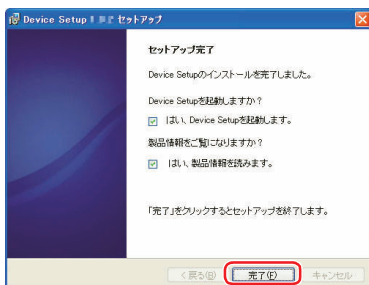 Device Setup セットアップ
セットアップ完了
Device Setupのインストールを完了しました。
Device Setupを起動しますか？
はい、Device Setupを起動します。
製品情報をご覧になりますか？
はい、製品情報を読みます。
「完了」をクリックするとセットアップを終了します。
< 戻る(B) 完了(F) キャンセル